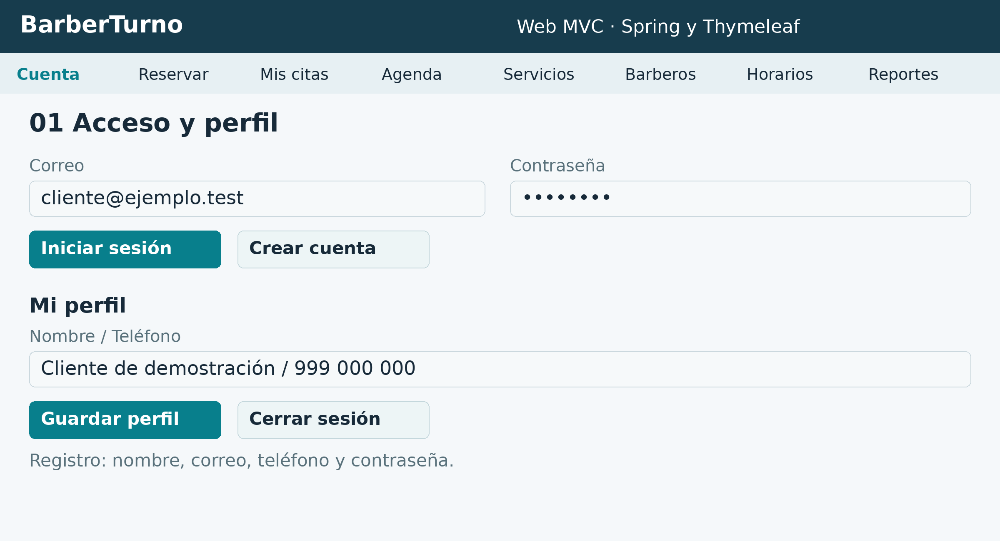 BarberTurno
Web MVC · Spring y Thymeleaf
Cuenta Reservar Mis citas Agenda Servicios Barberos Horarios Reportes
01 Acceso y perfil
Correo Contraseña
cliente@ejemplo.test ••••••••
Iniciar sesión Crear cuenta
Mi perfil
Nombre / Teléfono
Cliente de demostración / 999 000 000
Guardar perfil Cerrar sesión
Registro: nombre, correo, teléfono y contraseña.